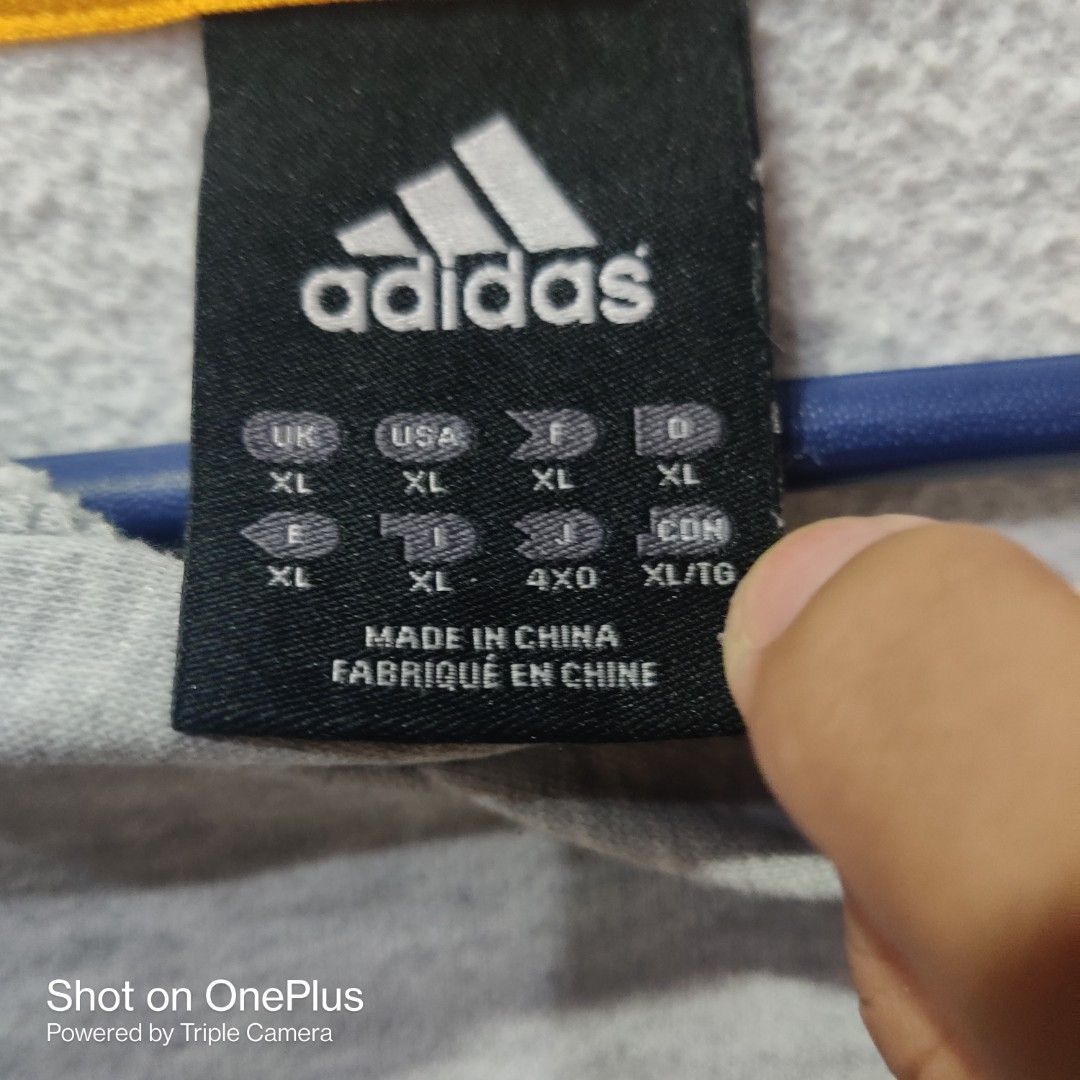 adidas
UK USA F D
XL XL XL XL
E I J CDN
XL XL 4XO XL/TG
MADE IN CHINA
FABRIQUÉ EN CHINE
Shot on OnePlus
Powered by Triple Camera